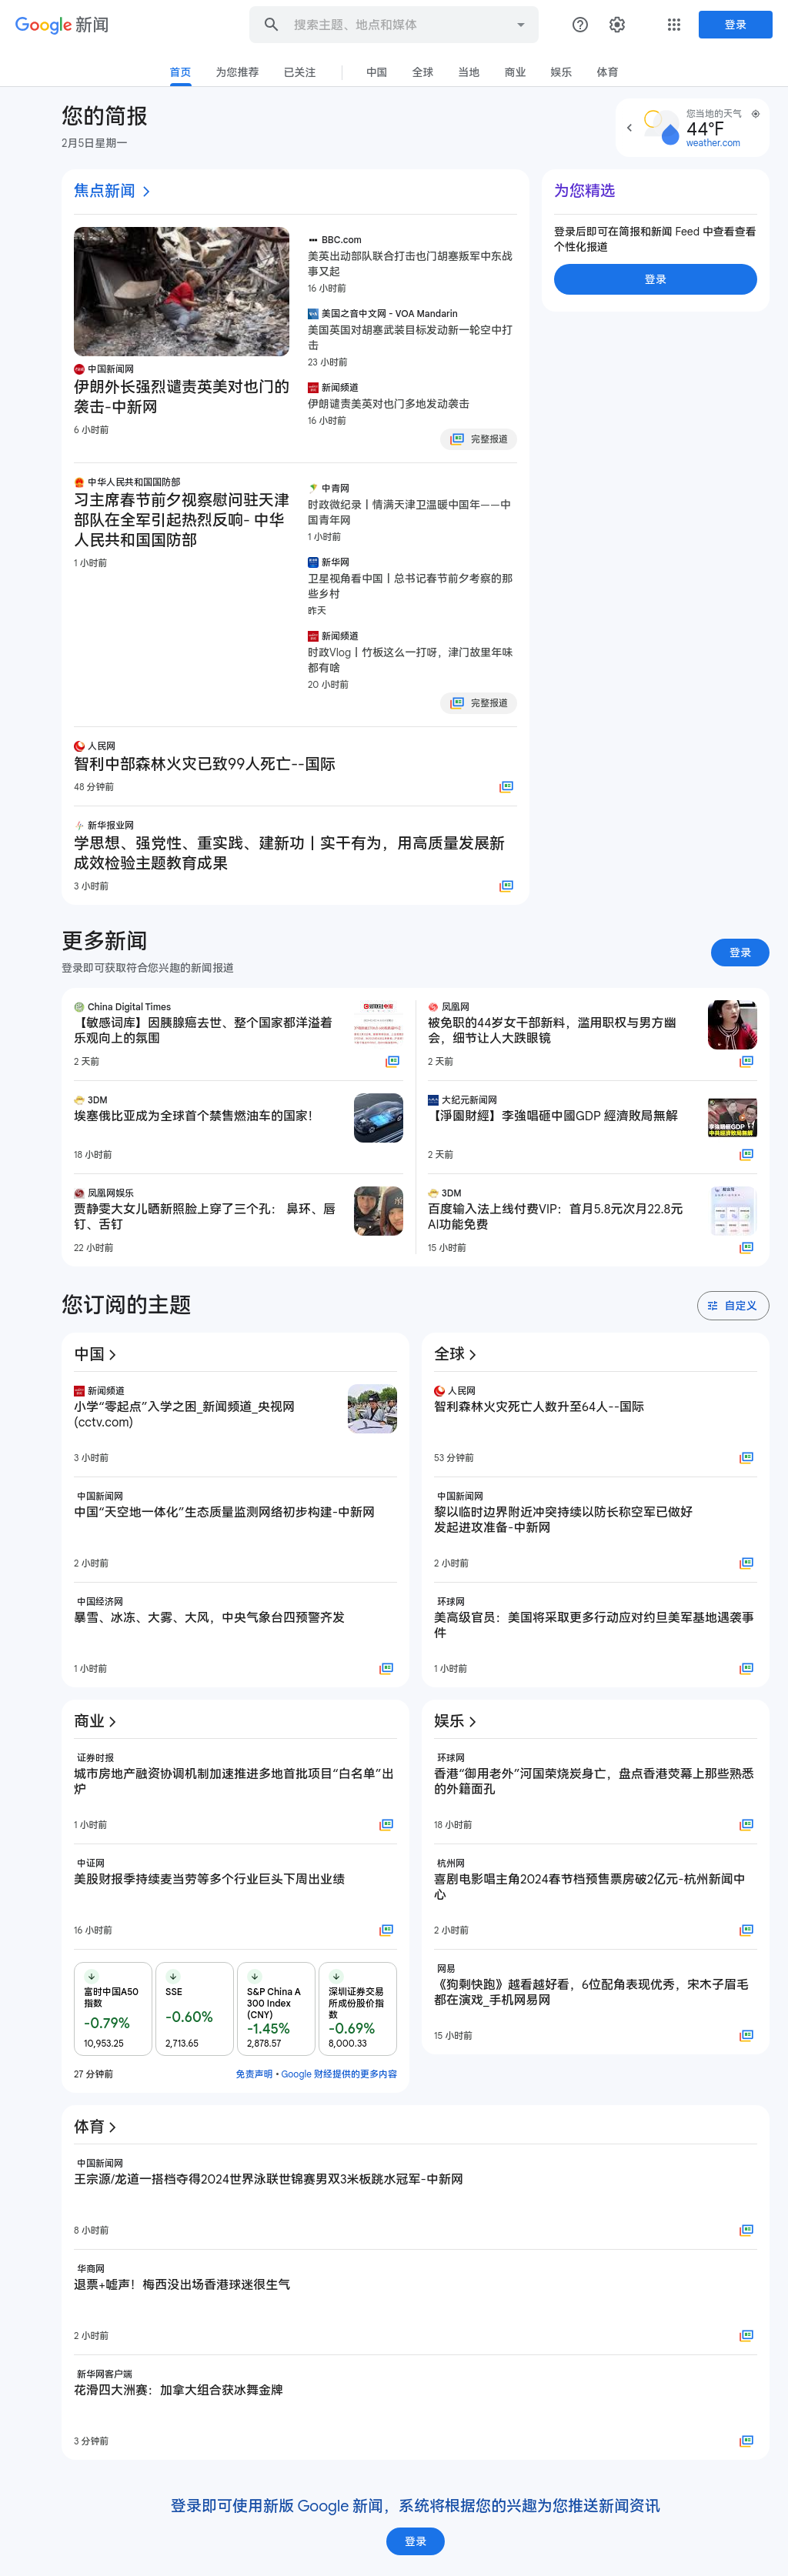 Google 新闻
搜索主题、地点和媒体
登录
首页
为您推荐
已关注
中国
全球
当地
商业
娱乐
体育
您的简报
2月5日星期一
您当地的天气
44°F
weather.com
焦点新闻
中国新闻网
伊朗外长强烈谴责英美对也门的
袭击-中新网
6 小时前
BBC.com
美英出动部队联合打击也门胡塞叛军中东战
事又起
16 小时前
美国之音中文网 - VOA Mandarin
美国英国对胡塞武装目标发动新一轮空中打
击
23 小时前
新闻频道
伊朗谴责美英对也门多地发动袭击
16 小时前
完整报道
中华人民共和国国防部
习主席春节前夕视察慰问驻天津
部队在全军引起热烈反响- 中华
人民共和国国防部
1 小时前
中青网
时政微纪录丨情满天津卫温暖中国年——中
国青年网
1 小时前
新华网
卫星视角看中国丨总书记春节前夕考察的那
些乡村
昨天
新闻频道
时政Vlog丨竹板这么一打呀，津门故里年味
都有啥
20 小时前
完整报道
人民网
智利中部森林火灾已致99人死亡--国际
48 分钟前
新华报业网
学思想、强党性、重实践、建新功丨实干有为，用高质量发展新
成效检验主题教育成果
3 小时前
为您精选
登录后即可在简报和新闻 Feed 中查看查看
个性化报道
登录
更多新闻
登录即可获取符合您兴趣的新闻报道
登录
China Digital Times
【敏感词库】因胰腺癌去世、整个国家都洋溢着
乐观向上的氛围
2 天前
3DM
埃塞俄比亚成为全球首个禁售燃油车的国家！
18 小时前
凤凰网娱乐
贾静雯大女儿晒新照脸上穿了三个孔： 鼻环、唇
钉、舌钉
22 小时前
凤凰网
被免职的44岁女干部新料，滥用职权与男方幽
会，细节让人大跌眼镜
2 天前
大纪元新闻网
【淨園財經】李強唱砸中國GDP 經濟敗局無解
李強唱砸GDP
中共經濟敗局無解
2 天前
3DM
百度输入法上线付费VIP：首月5.8元次月22.8元
AI功能免费
15 小时前
您订阅的主题
自定义
中国
新闻频道
小学“零起点”入学之困_新闻频道_央视网
(cctv.com)
3 小时前
中国新闻网
中国“天空地一体化”生态质量监测网络初步构建-中新网
2 小时前
中国经济网
暴雪、冰冻、大雾、大风，中央气象台四预警齐发
1 小时前
全球
人民网
智利森林火灾死亡人数升至64人--国际
53 分钟前
中国新闻网
黎以临时边界附近冲突持续以防长称空军已做好
发起进攻准备-中新网
2 小时前
环球网
美高级官员：美国将采取更多行动应对约旦美军基地遇袭事
件
1 小时前
商业
证券时报
城市房地产融资协调机制加速推进多地首批项目“白名单”出
炉
1 小时前
中证网
美股财报季持续麦当劳等多个行业巨头下周出业绩
16 小时前
富时中国A50
指数
-0.79%
10,953.25
SSE
-0.60%
2,713.65
S&P China A
300 Index
(CNY)
-1.45%
2,878.57
深圳证券交易
所成份股价指
数
-0.69%
8,000.33
27 分钟前
免责声明 • Google 财经提供的更多内容
娱乐
环球网
香港“御用老外”河国荣烧炭身亡，盘点香港荧幕上那些熟悉
的外籍面孔
18 小时前
杭州网
喜剧电影唱主角2024春节档预售票房破2亿元-杭州新闻中
心
2 小时前
网易
《狗剩快跑》越看越好看，6位配角表现优秀，宋木子眉毛
都在演戏_手机网易网
15 小时前
体育
中国新闻网
王宗源/龙道一搭档夺得2024世界泳联世锦赛男双3米板跳水冠军-中新网
8 小时前
华商网
退票+嘘声！梅西没出场香港球迷很生气
2 小时前
新华网客户端
花滑四大洲赛：加拿大组合获冰舞金牌
3 分钟前
登录即可使用新版 Google 新闻，系统将根据您的兴趣为您推送新闻资讯
登录